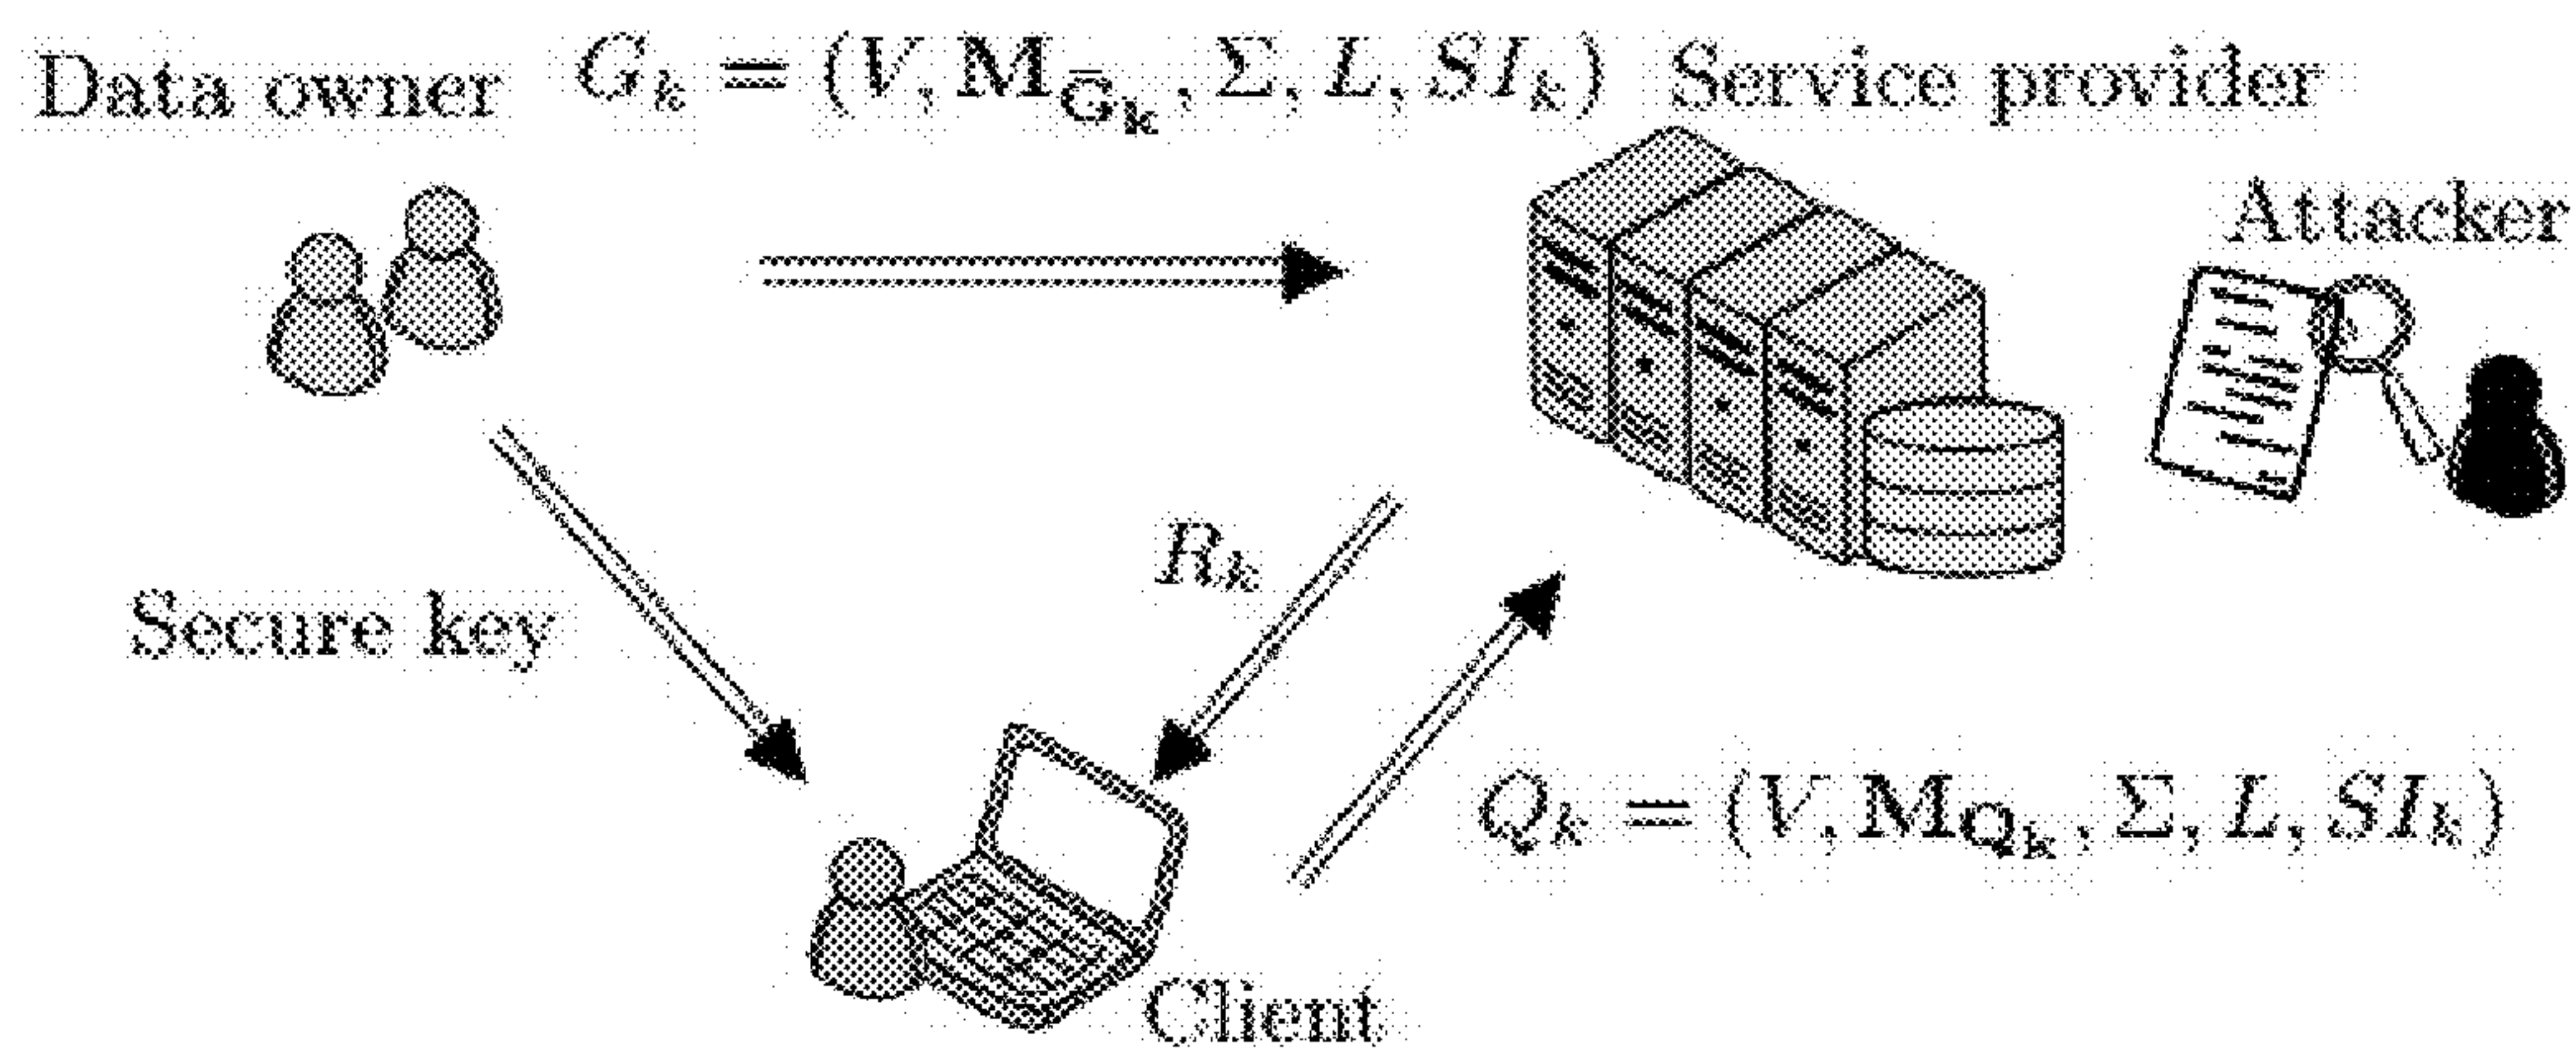 Data owner
G_k = (V, M_{\bar{G}_k}, Σ, L, SI_k)
Service provider
Attacker
R_k
Secure key
Q_k = (V, M_{Q_k}, Σ, L, SI_k)
Client